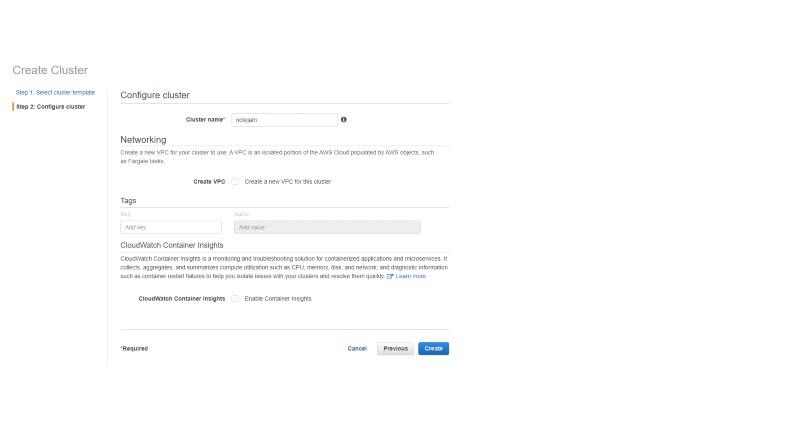 Create Cluster
Step 1: Select cluster template
Step 2: Configure cluster
Configure cluster
Cluster name* notejam
Networking
Create a new VPC for your cluster to use. A VPC is an isolated portion of the AWS Cloud populated by AWS objects, such
as Fargate tasks.
Create VPC Create a new VPC for this cluster
Tags
Key Value
Add key Add value
CloudWatch Container Insights
CloudWatch Container Insights is a monitoring and troubleshooting solution for containerized applications and microservices. It
collects, aggregates, and summarizes compute utilization such as CPU, memory, disk, and network, and diagnostic information
such as container restart failures to help you isolate issues with your clusters and resolve them quickly. Learn more
CloudWatch Container Insights Enable Container Insights
*Required Cancel Previous Create